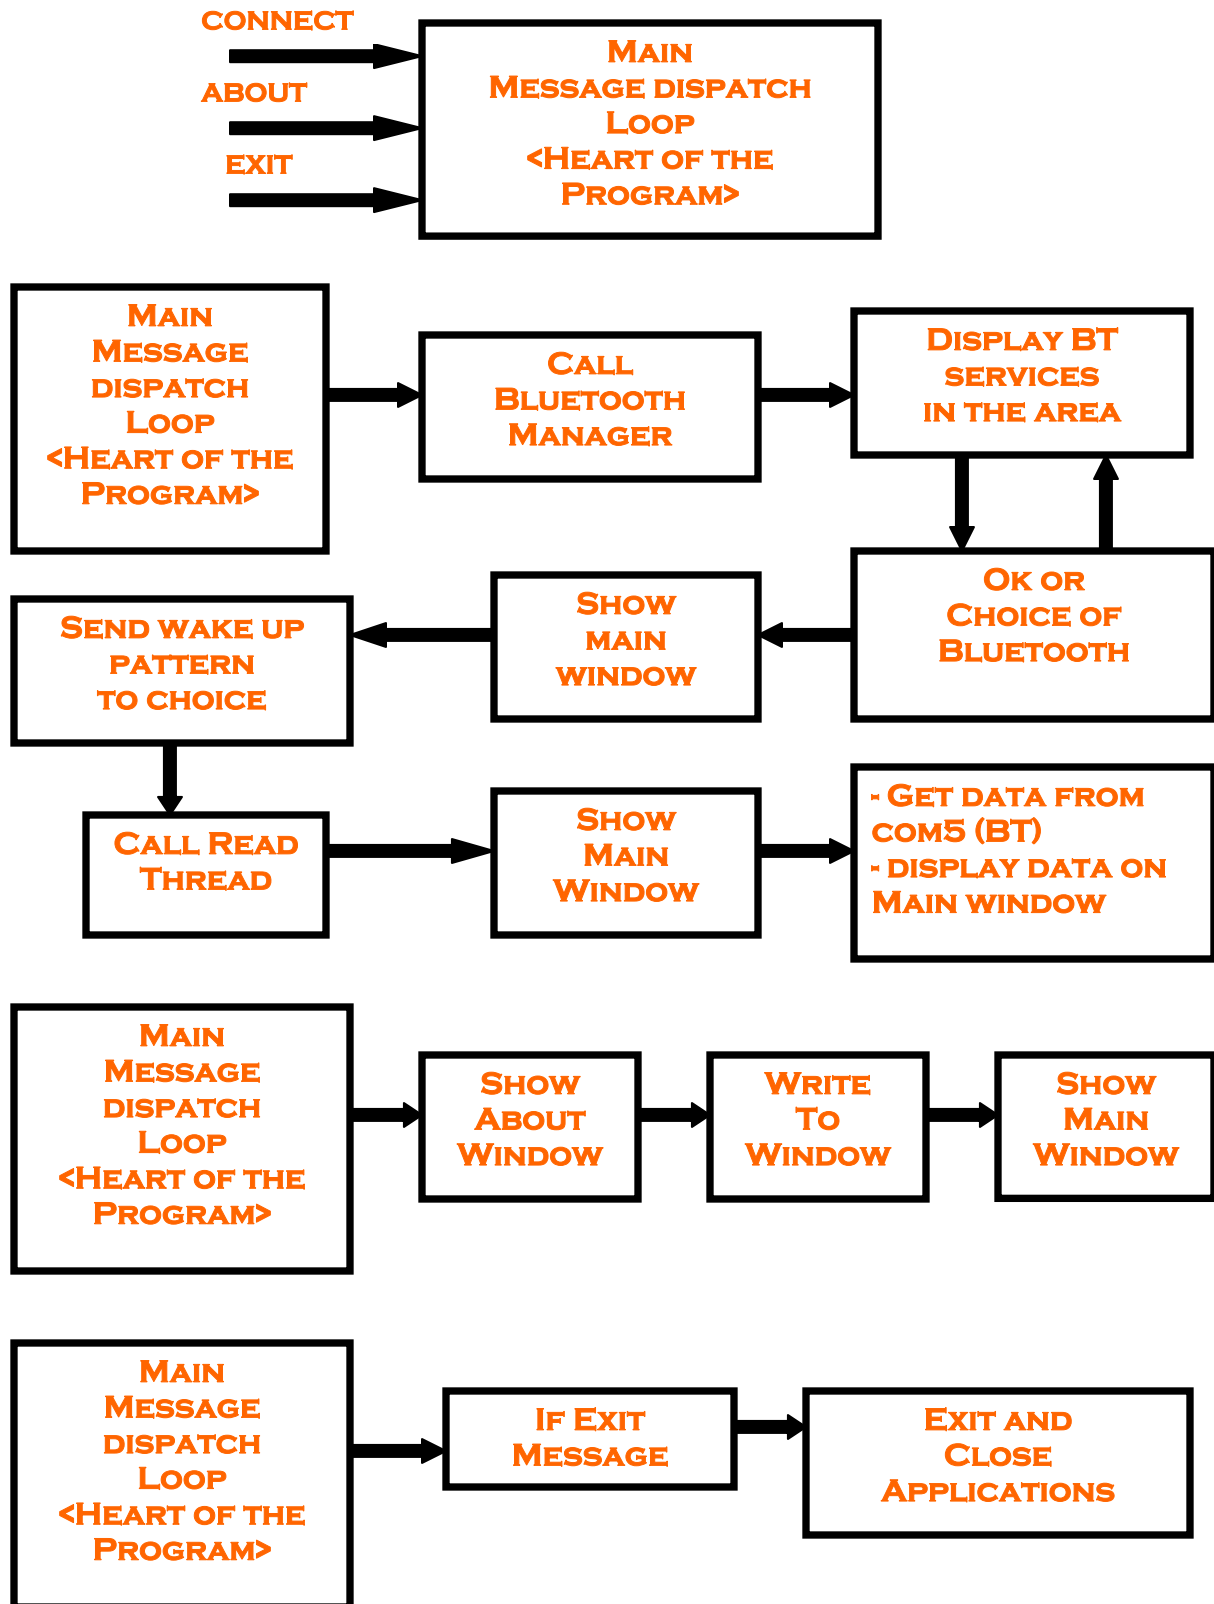 CONNECT
ABOUT
EXIT
MAIN
MESSAGE DISPATCH
LOOP
<HEART OF THE
PROGRAM>
MAIN
MESSAGE
DISPATCH
LOOP
<HEART OF THE
PROGRAM>
CALL
BLUETOOTH
MANAGER
DISPLAY BT
SERVICES
IN THE AREA
OK OR
CHOICE OF
BLUETOOTH
SHOW
MAIN
WINDOW
SEND WAKE UP
PATTERN
TO CHOICE
CALL READ
THREAD
SHOW
MAIN
WINDOW
- GET DATA FROM
COM5 (BT)
- DISPLAY DATA ON
MAIN WINDOW
MAIN
MESSAGE
DISPATCH
LOOP
<HEART OF THE
PROGRAM>
SHOW
ABOUT
WINDOW
WRITE
TO
WINDOW
SHOW
MAIN
WINDOW
MAIN
MESSAGE
DISPATCH
LOOP
<HEART OF THE
PROGRAM>
IF EXIT
MESSAGE
EXIT AND
CLOSE
APPLICATIONS